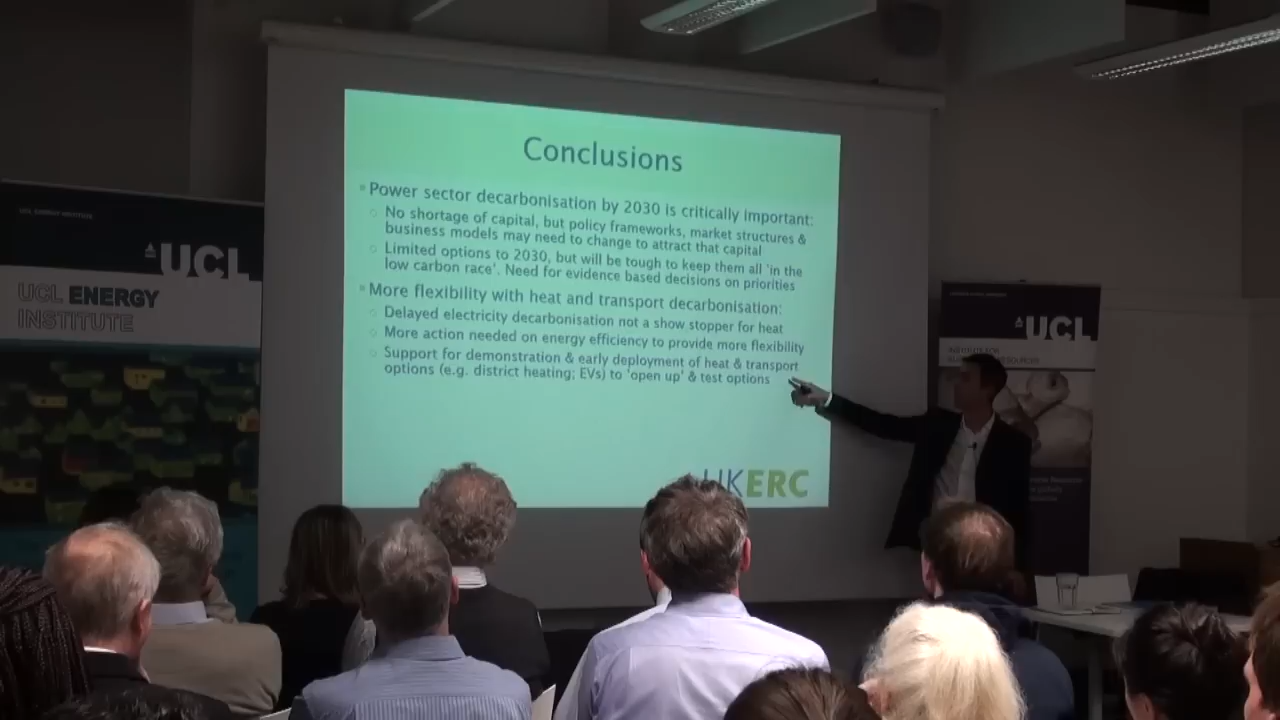 Conclusions
Power sector decarbonisation by 2030 is critically important:
No shortage of capital, but policy frameworks, market structures &
business models may need to change to attract that capital
Limited options to 2030, but will be tough to keep them all 'in the
low carbon race'. Need for evidence based decisions on priorities
More flexibility with heat and transport decarbonisation:
Delayed electricity decarbonisation not a show stopper for heat
More action needed on energy efficiency to provide more flexibility
Support for demonstration & early deployment of heat & transport
options (e.g. district heating; EVs) to 'open up' & test options
UKERC
UCL ENERGY INSTITUTE
UCL
UCL ENERGY
INSTITUTE
UCL
INSTITUTE FOR